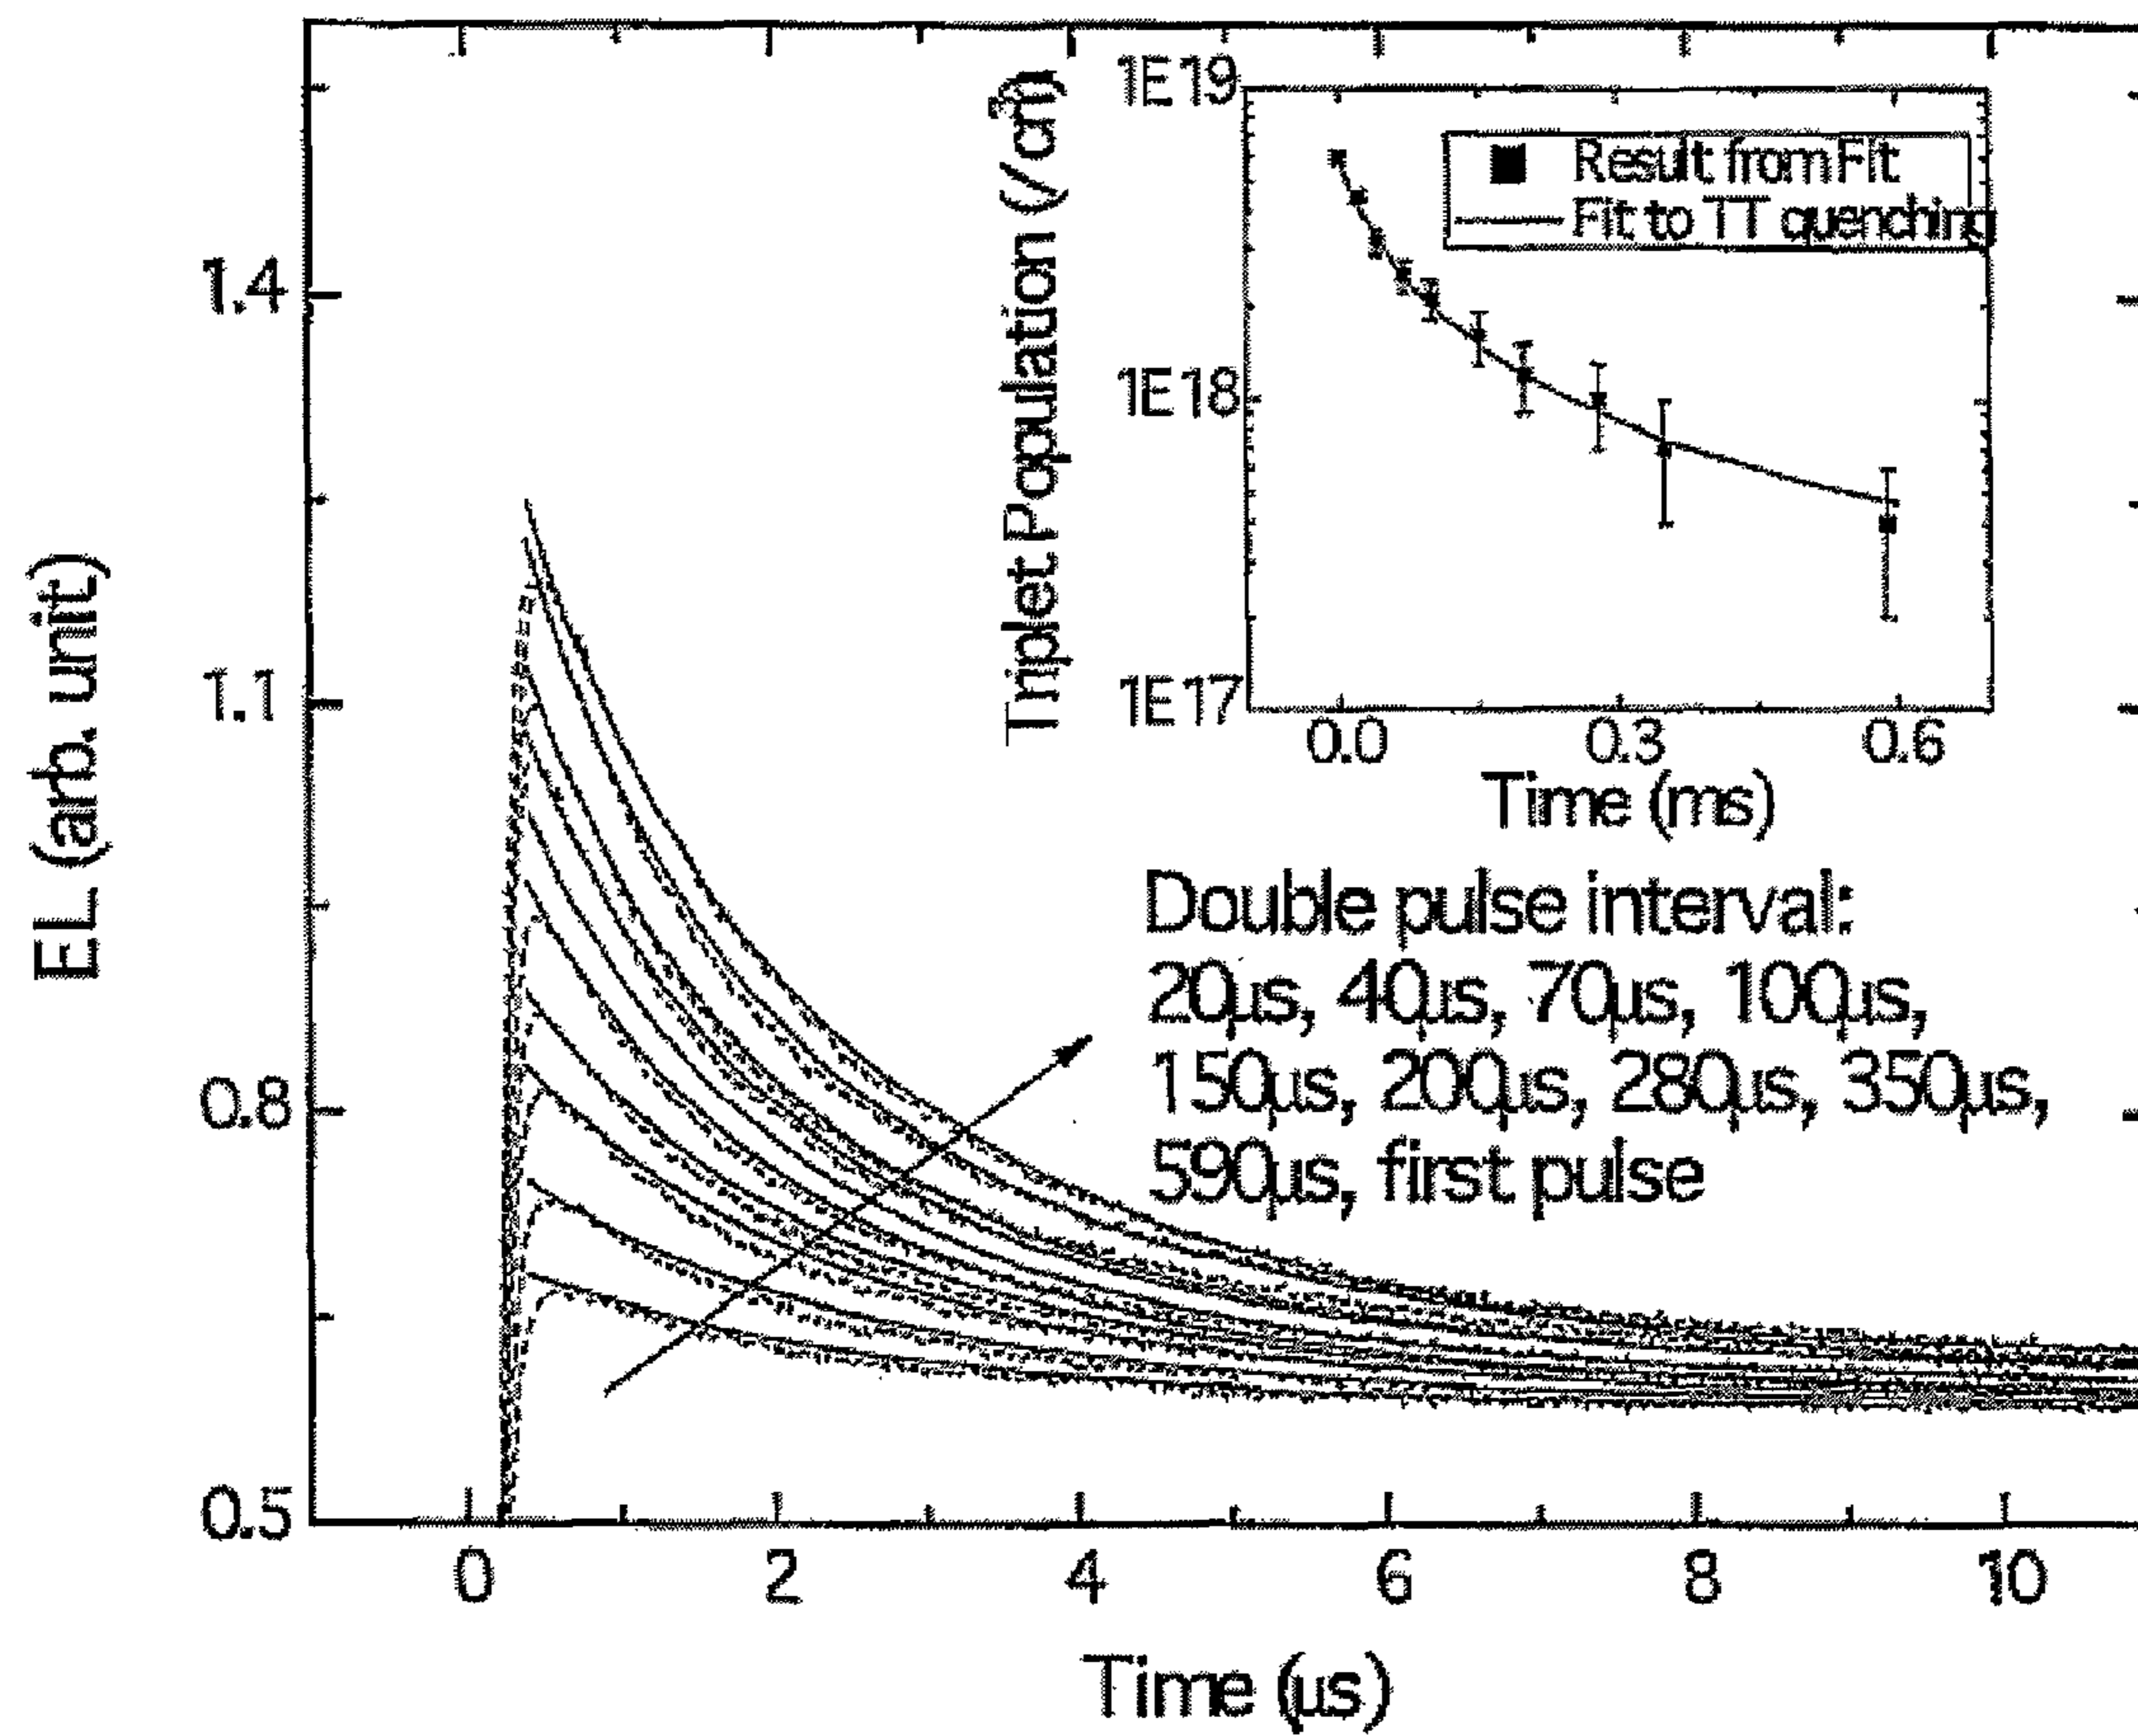 EL (arb. unit)
1.4
1.1
0.8
0.5
0
2
4
6
8
10
Time (µs)
Triplet Population (/cm³)
1E19
1E18
1E17
0.0
0.3
0.6
Time (ms)
Result from Fit
Fit to TT quenching
Double pulse interval:
20µs, 40µs, 70µs, 100µs,
150µs, 200µs, 280µs, 350µs,
590µs, first pulse